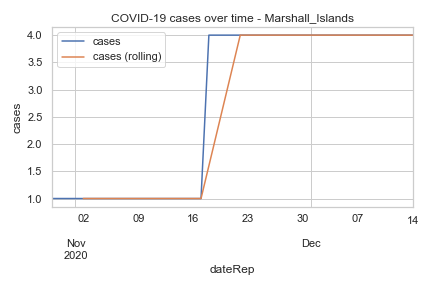 COVID-19 cases over time - Marshall_Islands
cases
cases (rolling)
cases
4.0
3.5
3.0
2.5
2.0
1.5
1.0
02 09 16 23 30 07 14
Nov Dec
2020
dateRep